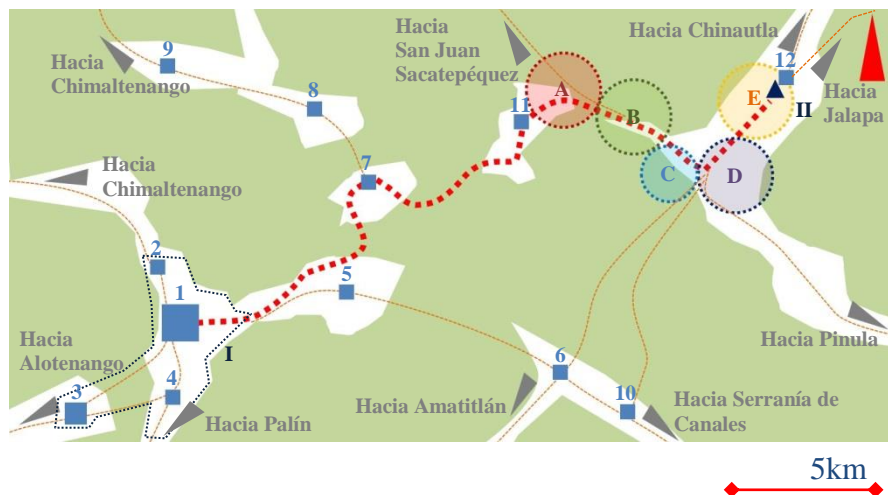 Hacia
San Juan
Sacatepéquez
Hacia Chinautla
9
Hacia
Chimaltenango
8
12
A
E
II
Hacia
Jalapa
11
B
7
C
D
Hacia
Chimaltenango
2
1
5
Hacia
Alotenango
I
Hacia Pinula
6
3
4
10
Hacia Palín
Hacia Amatitlán
Hacia Serranía de
Canales
5km